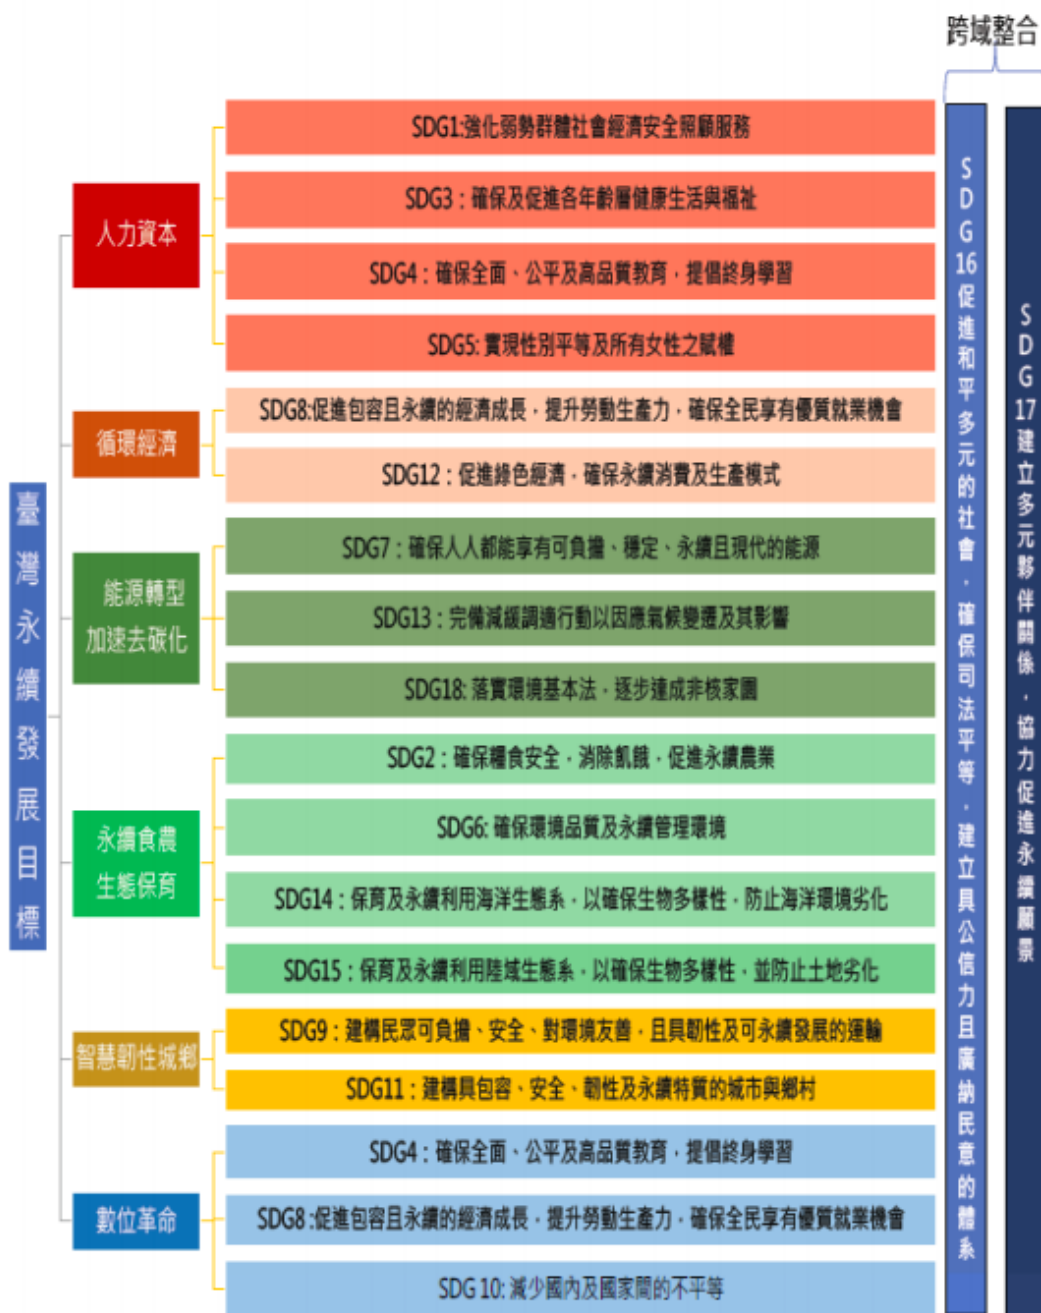 跨域整合
臺灣永續發展目標
人力資本
SDG1:強化弱勢群體社會經濟安全照顧服務
SDG3：確保及促進各年齡層健康生活與福祉
SDG4：確保全面、公平及高品質教育，提倡終身學習
SDG5: 實現性別平等及所有女性之賦權
循環經濟
SDG8:促進包容且永續的經濟成長，提升勞動生產力，確保全民享有優質就業機會
SDG12：促進綠色經濟，確保永續消費及生產模式
能源轉型
加速去碳化
SDG7：確保人人都能享有可負擔、穩定、永續且現代的能源
SDG13：完備減緩調適行動以因應氣候變遷及其影響
SDG18: 落實環境基本法，逐步達成非核家園
永續食農
生態保育
SDG2：確保糧食安全，消除飢餓，促進永續農業
SDG6: 確保環境品質及永續管理環境
SDG14：保育及永續利用海洋生態系，以確保生物多樣性，防止海洋環境劣化
SDG15：保育及永續利用陸域生態系，以確保生物多樣性，並防止土地劣化
智慧韌性城鄉
SDG9：建構民眾可負擔、安全、對環境友善，且具韌性及可永續發展的運輸
SDG11：建構具包容、安全、韌性及永續特質的城市與鄉村
數位革命
SDG4：確保全面、公平及高品質教育，提倡終身學習
SDG8 :促進包容且永續的經濟成長，提升勞動生產力，確保全民享有優質就業機會
SDG 10: 減少國內及國家間的不平等
SDG16促進和平多元的社會，確保司法平等，建立具公信力且廣納民意的體系
SDG17建立多元夥伴關係，協力促進永續願景